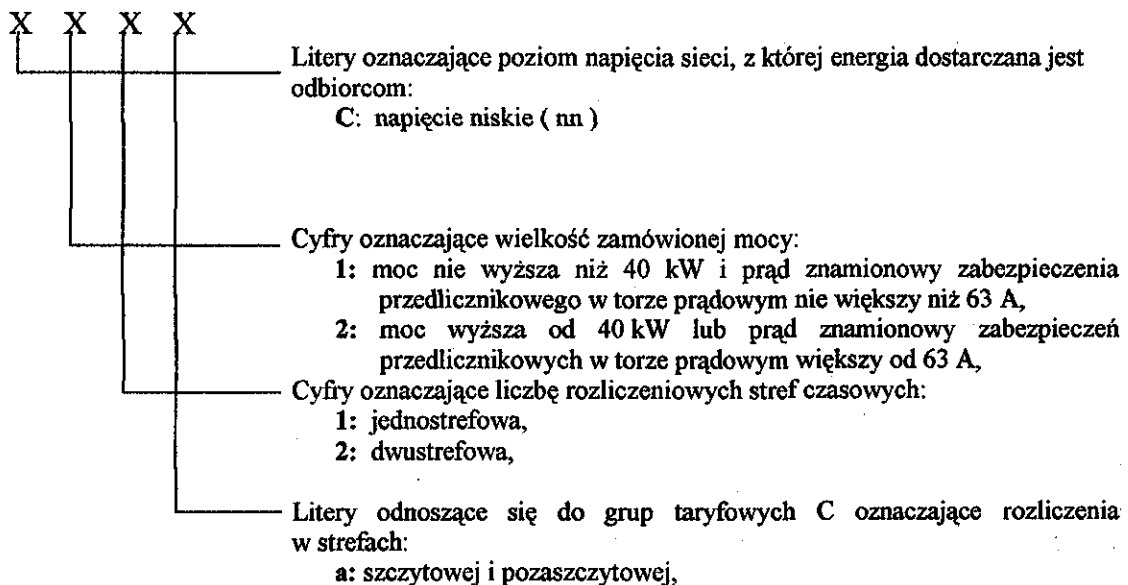 X X X X
Litery oznaczające poziom napięcia sieci, z której energia dostarczana jest
odbiorcom:
C: napięcie niskie ( nn )
Cyfry oznaczające wielkość zamówionej mocy:
1: moc nie wyższa niż 40 kW i prąd znamionowy zabezpieczenia
przedlicznikowego w torze prądowym nie większy niż 63 A,
2: moc wyższa od 40 kW lub prąd znamionowy zabezpieczeń
przedlicznikowych w torze prądowym większy od 63 A,
Cyfry oznaczające liczbę rozliczeniowych stref czasowych:
1: jednostrefowa,
2: dwustrefowa,
Litery odnoszące się do grup taryfowych C oznaczające rozliczenia
w strefach:
a: szczytowej i pozaszczytowej,